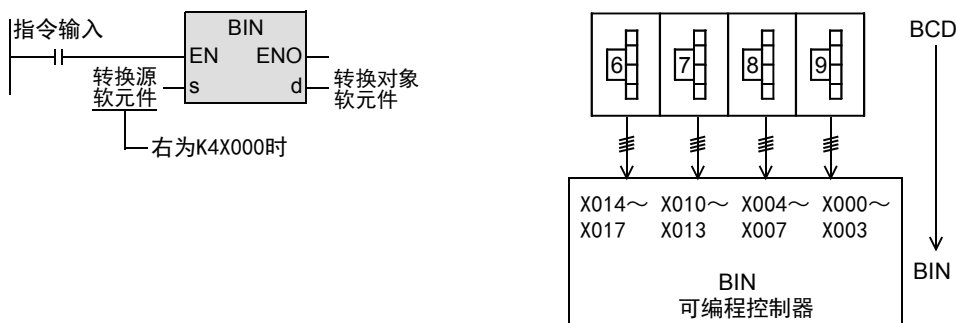 指令输入
BIN
EN ENO
转换源
软元件
s d
转换对象
软元件
右为K4X000时
6 7 8 9
BCD
X014～ X010～ X004～ X000～
X017 X013 X007 X003
BIN
可编程控制器
BIN